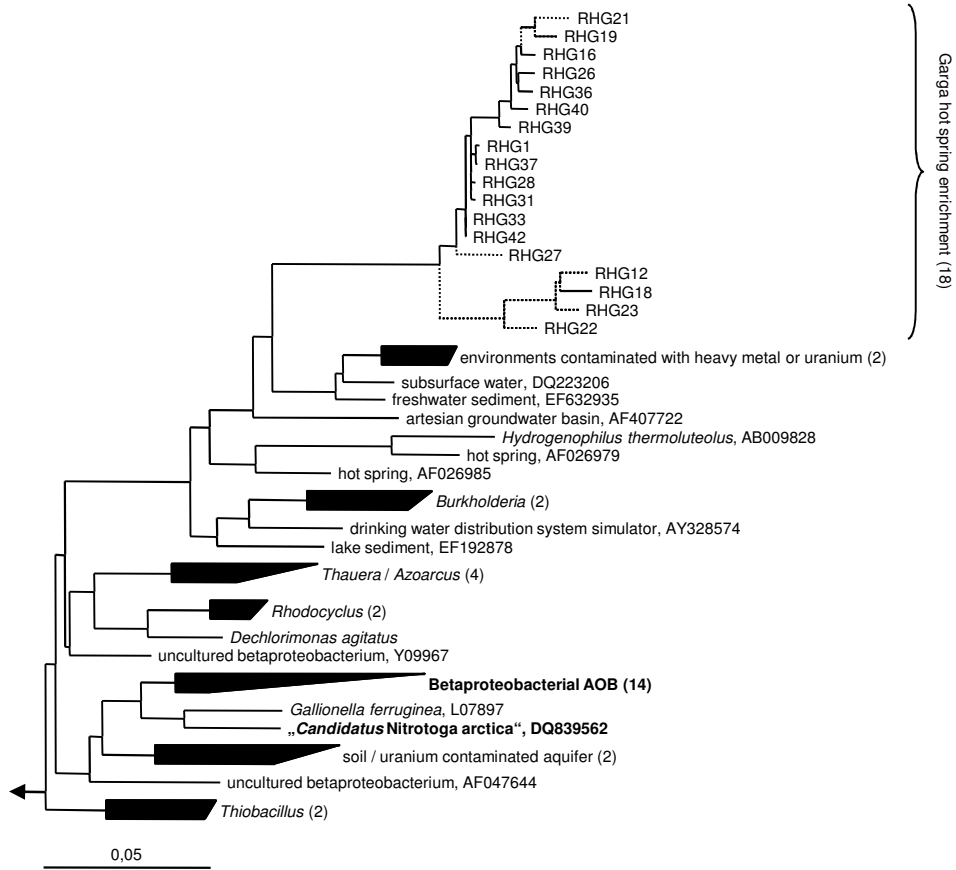 RHG21
RHG19
RHG16
RHG26
RHG36
RHG40
RHG39
RHG1
RHG37
RHG28
RHG31
RHG33
RHG42
RHG27
RHG12
RHG18
RHG23
RHG22
Garga hot spring enrichment (18)
environments contaminated with heavy metal or uranium (2)
subsurface water, DQ223206
freshwater sediment, EF632935
artesian groundwater basin, AF407722
Hydrogenophilus thermoluteolus, AB009828
hot spring, AF026979
hot spring, AF026985
Burkholderia (2)
drinking water distribution system simulator, AY328574
lake sediment, EF192878
Thauera / Azoarcus (4)
Rhodocyclus (2)
Dechlorimonas agitatus
uncultured betaproteobacterium, Y09967
Betaproteobacterial AOB (14)
Gallionella ferruginea, L07897
„Candidatus Nitrotoga arctica“, DQ839562
soil / uranium contaminated aquifer (2)
uncultured betaproteobacterium, AF047644
Thiobacillus (2)
0,05